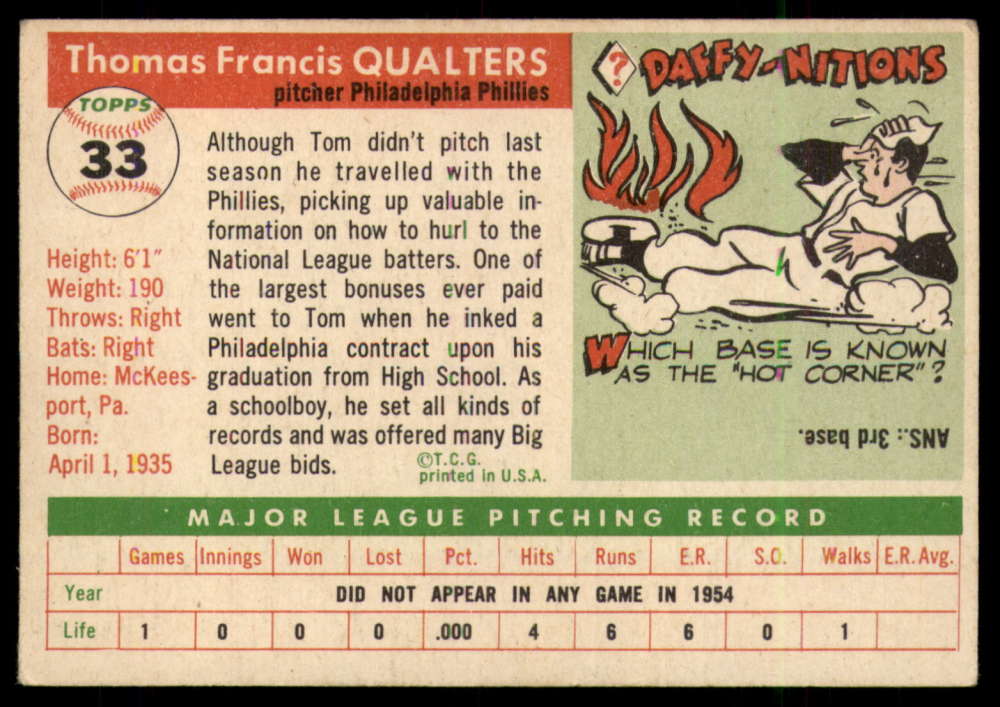 Thomas Francis QUALTERS
pitcher Philadelphia Phillies
TOPPS
33
Height: 6'1"
Weight: 190
Throws: Right
Bats: Right
Home: McKees-
port, Pa.
Born:
April 1, 1935
Although Tom didn't pitch last
season he travelled with the
Phillies, picking up valuable in-
formation on how to hurl to the
National League batters. One of
the largest bonuses ever paid
went to Tom when he inked a
Philadelphia contract upon his
graduation from High School. As
a schoolboy, he set all kinds of
records and was offered many Big
League bids.
©T.C.G.
printed in U.S.A.
? DAFFY-NITIONS
WHICH BASE IS KNOWN
AS THE "HOT CORNER"?
ANS.: 3rd base.
MAJOR LEAGUE PITCHING RECORD
Games Innings Won Lost Pct. Hits Runs E.R. S.O. Walks E.R. Avg.
Year DID NOT APPEAR IN ANY GAME IN 1954
Life 1 0 0 0 .000 4 6 6 0 1